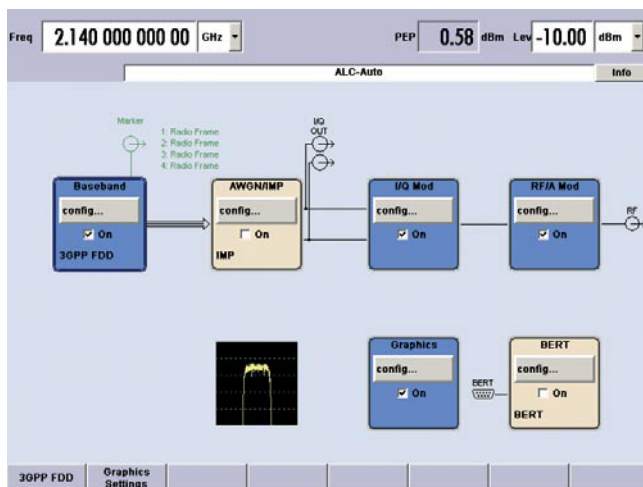 Freq 2.140 000 000 00 GHz PEP 0.58 dBm Lev -10.00 dBm
ALC-Auto Info
Marker
1: Radio Frame
2: Radio Frame
3: Radio Frame
4: Radio Frame
I/Q
OUT
Baseband
config...
On
3GPP FDD
AWGN/IMP
config...
On
IMP
I/Q Mod
config...
On
RF/A Mod
config...
On
RF
Graphics
config...
On
BERT
BERT
config...
On
BERT
3GPP FDD
Graphics
Settings